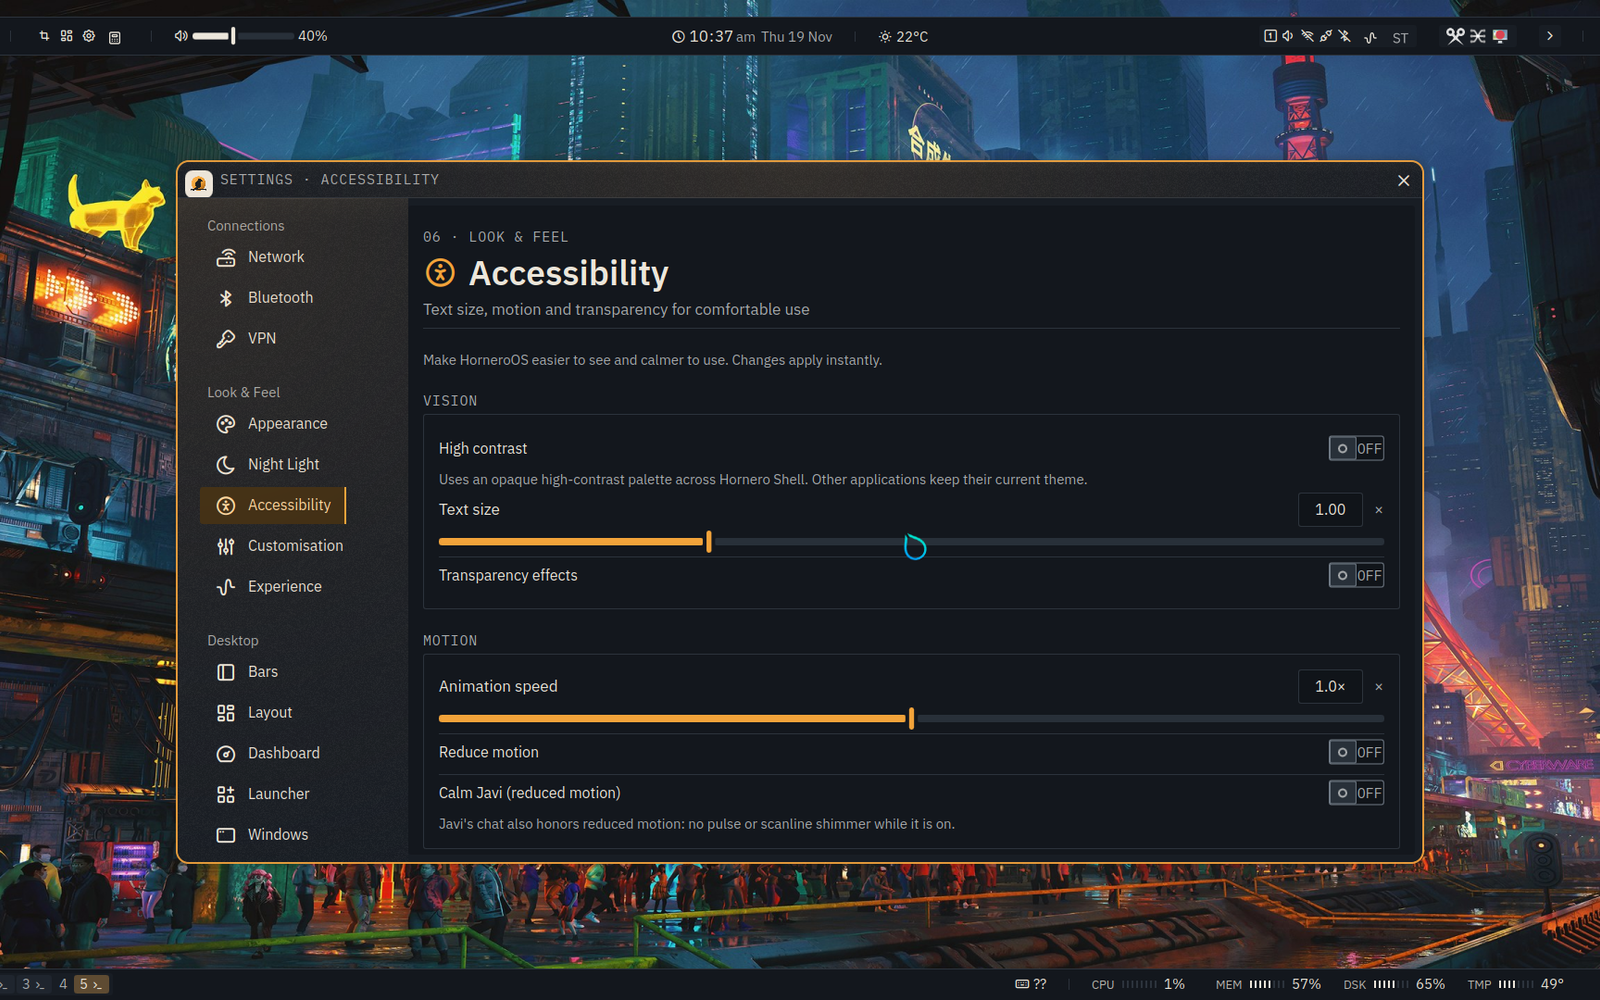 40%
10:37 am Thu 19 Nov
22°C
1
ST
SETTINGS · ACCESSIBILITY
Connections
Network
Bluetooth
VPN
Look & Feel
Appearance
Night Light
Accessibility
Customisation
Experience
Desktop
Bars
Layout
Dashboard
Launcher
Windows
06 · LOOK & FEEL
Accessibility
Text size, motion and transparency for comfortable use
Make HorneroOS easier to see and calmer to use. Changes apply instantly.
VISION
High contrast
OFF
Uses an opaque high-contrast palette across Hornero Shell. Other applications keep their current theme.
Text size
1.00 ×
Transparency effects
OFF
MOTION
Animation speed
1.0× ×
Reduce motion
OFF
Calm Javi (reduced motion)
OFF
Javi's chat also honors reduced motion: no pulse or scanline shimmer while it is on.
CYBERWARE
3
4
5
??
CPU 1%
MEM 57%
DSK 65%
TMP 49°